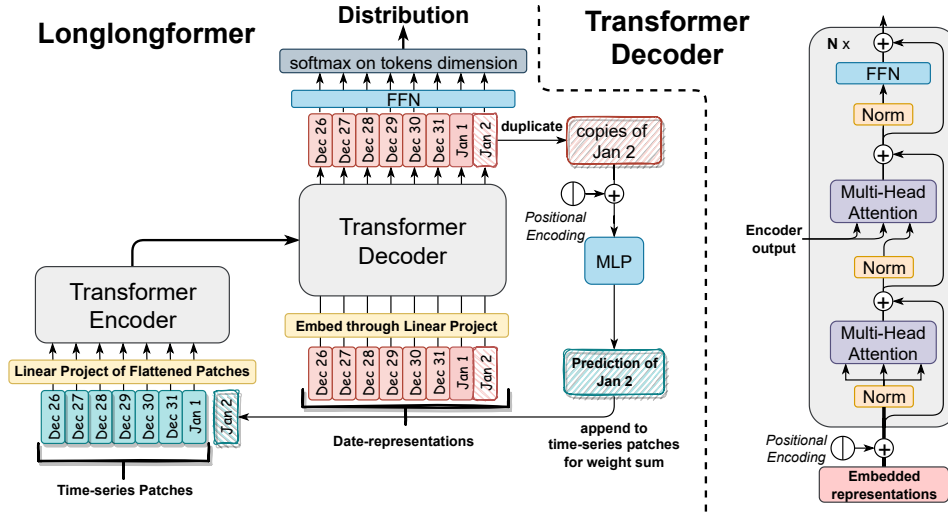 Longlongformer
Distribution
softmax on tokens dimension
FFN
Dec 26
Dec 27
Dec 28
Dec 29
Dec 30
Dec 31
Jan 1
Jan 2
duplicate
copies of
Jan 2
Positional
Encoding
MLP
Prediction of
Jan 2
append to
time-series patches
for weight sum
Transformer
Decoder
Embed through Linear Project
Dec 26
Dec 27
Dec 28
Dec 29
Dec 30
Dec 31
Jan 1
Jan 2
Date-representations
Transformer
Encoder
Linear Project of Flattened Patches
Dec 26
Dec 27
Dec 28
Dec 29
Dec 30
Dec 31
Jan 1
Jan 2
Time-series Patches
Transformer
Decoder
N x
FFN
Norm
Multi-Head
Attention
Encoder
output
Norm
Multi-Head
Attention
Norm
Positional
Encoding
Embedded
representations